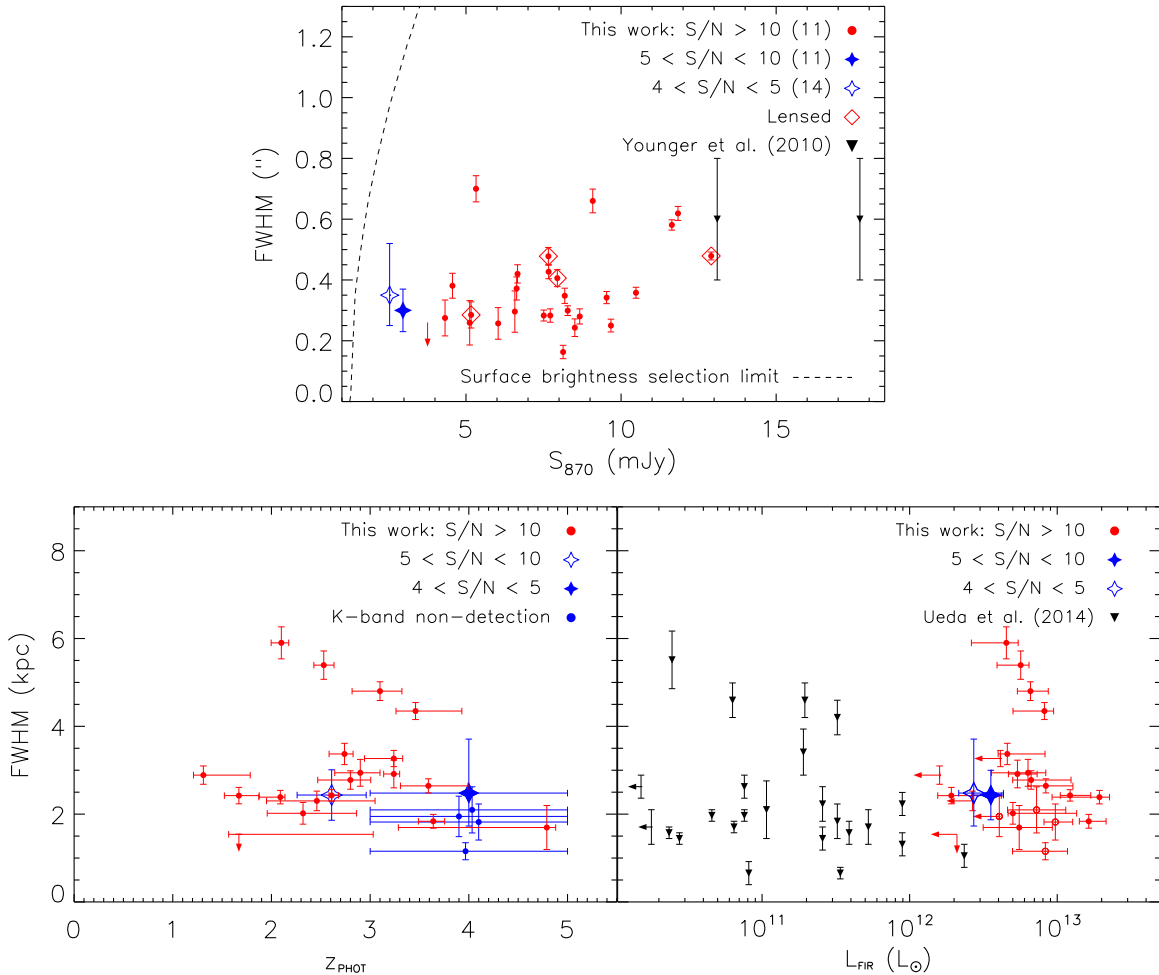 This work: S/N > 10 (11)
5 < S/N < 10 (11)
4 < S/N < 5 (14)
Lensed
Younger et al. (2010)
Surface brightness selection limit
FWHM (")
1.2
1.0
0.8
0.6
0.4
0.2
0.0
5 10 15
S870 (mJy)
This work: S/N > 10
5 < S/N < 10
4 < S/N < 5
K-band non-detection
FWHM (kpc)
8
6
4
2
0
0 1 2 3 4 5
zPHOT
This work: S/N > 10
5 < S/N < 10
4 < S/N < 5
Ueda et al. (2014)
10^11 10^12 10^13
LFIR (L⊙)